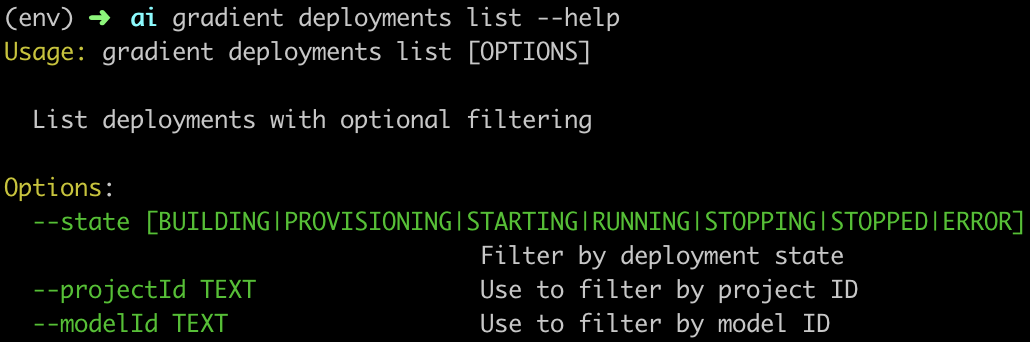 (env) ➜ ai gradient deployments list --help
Usage: gradient deployments list [OPTIONS]
List deployments with optional filtering
Options:
--state [BUILDING|PROVISIONING|STARTING|RUNNING|STOPPING|STOPPED|ERROR]
Filter by deployment state
--projectId TEXT Use to filter by project ID
--modelId TEXT Use to filter by model ID